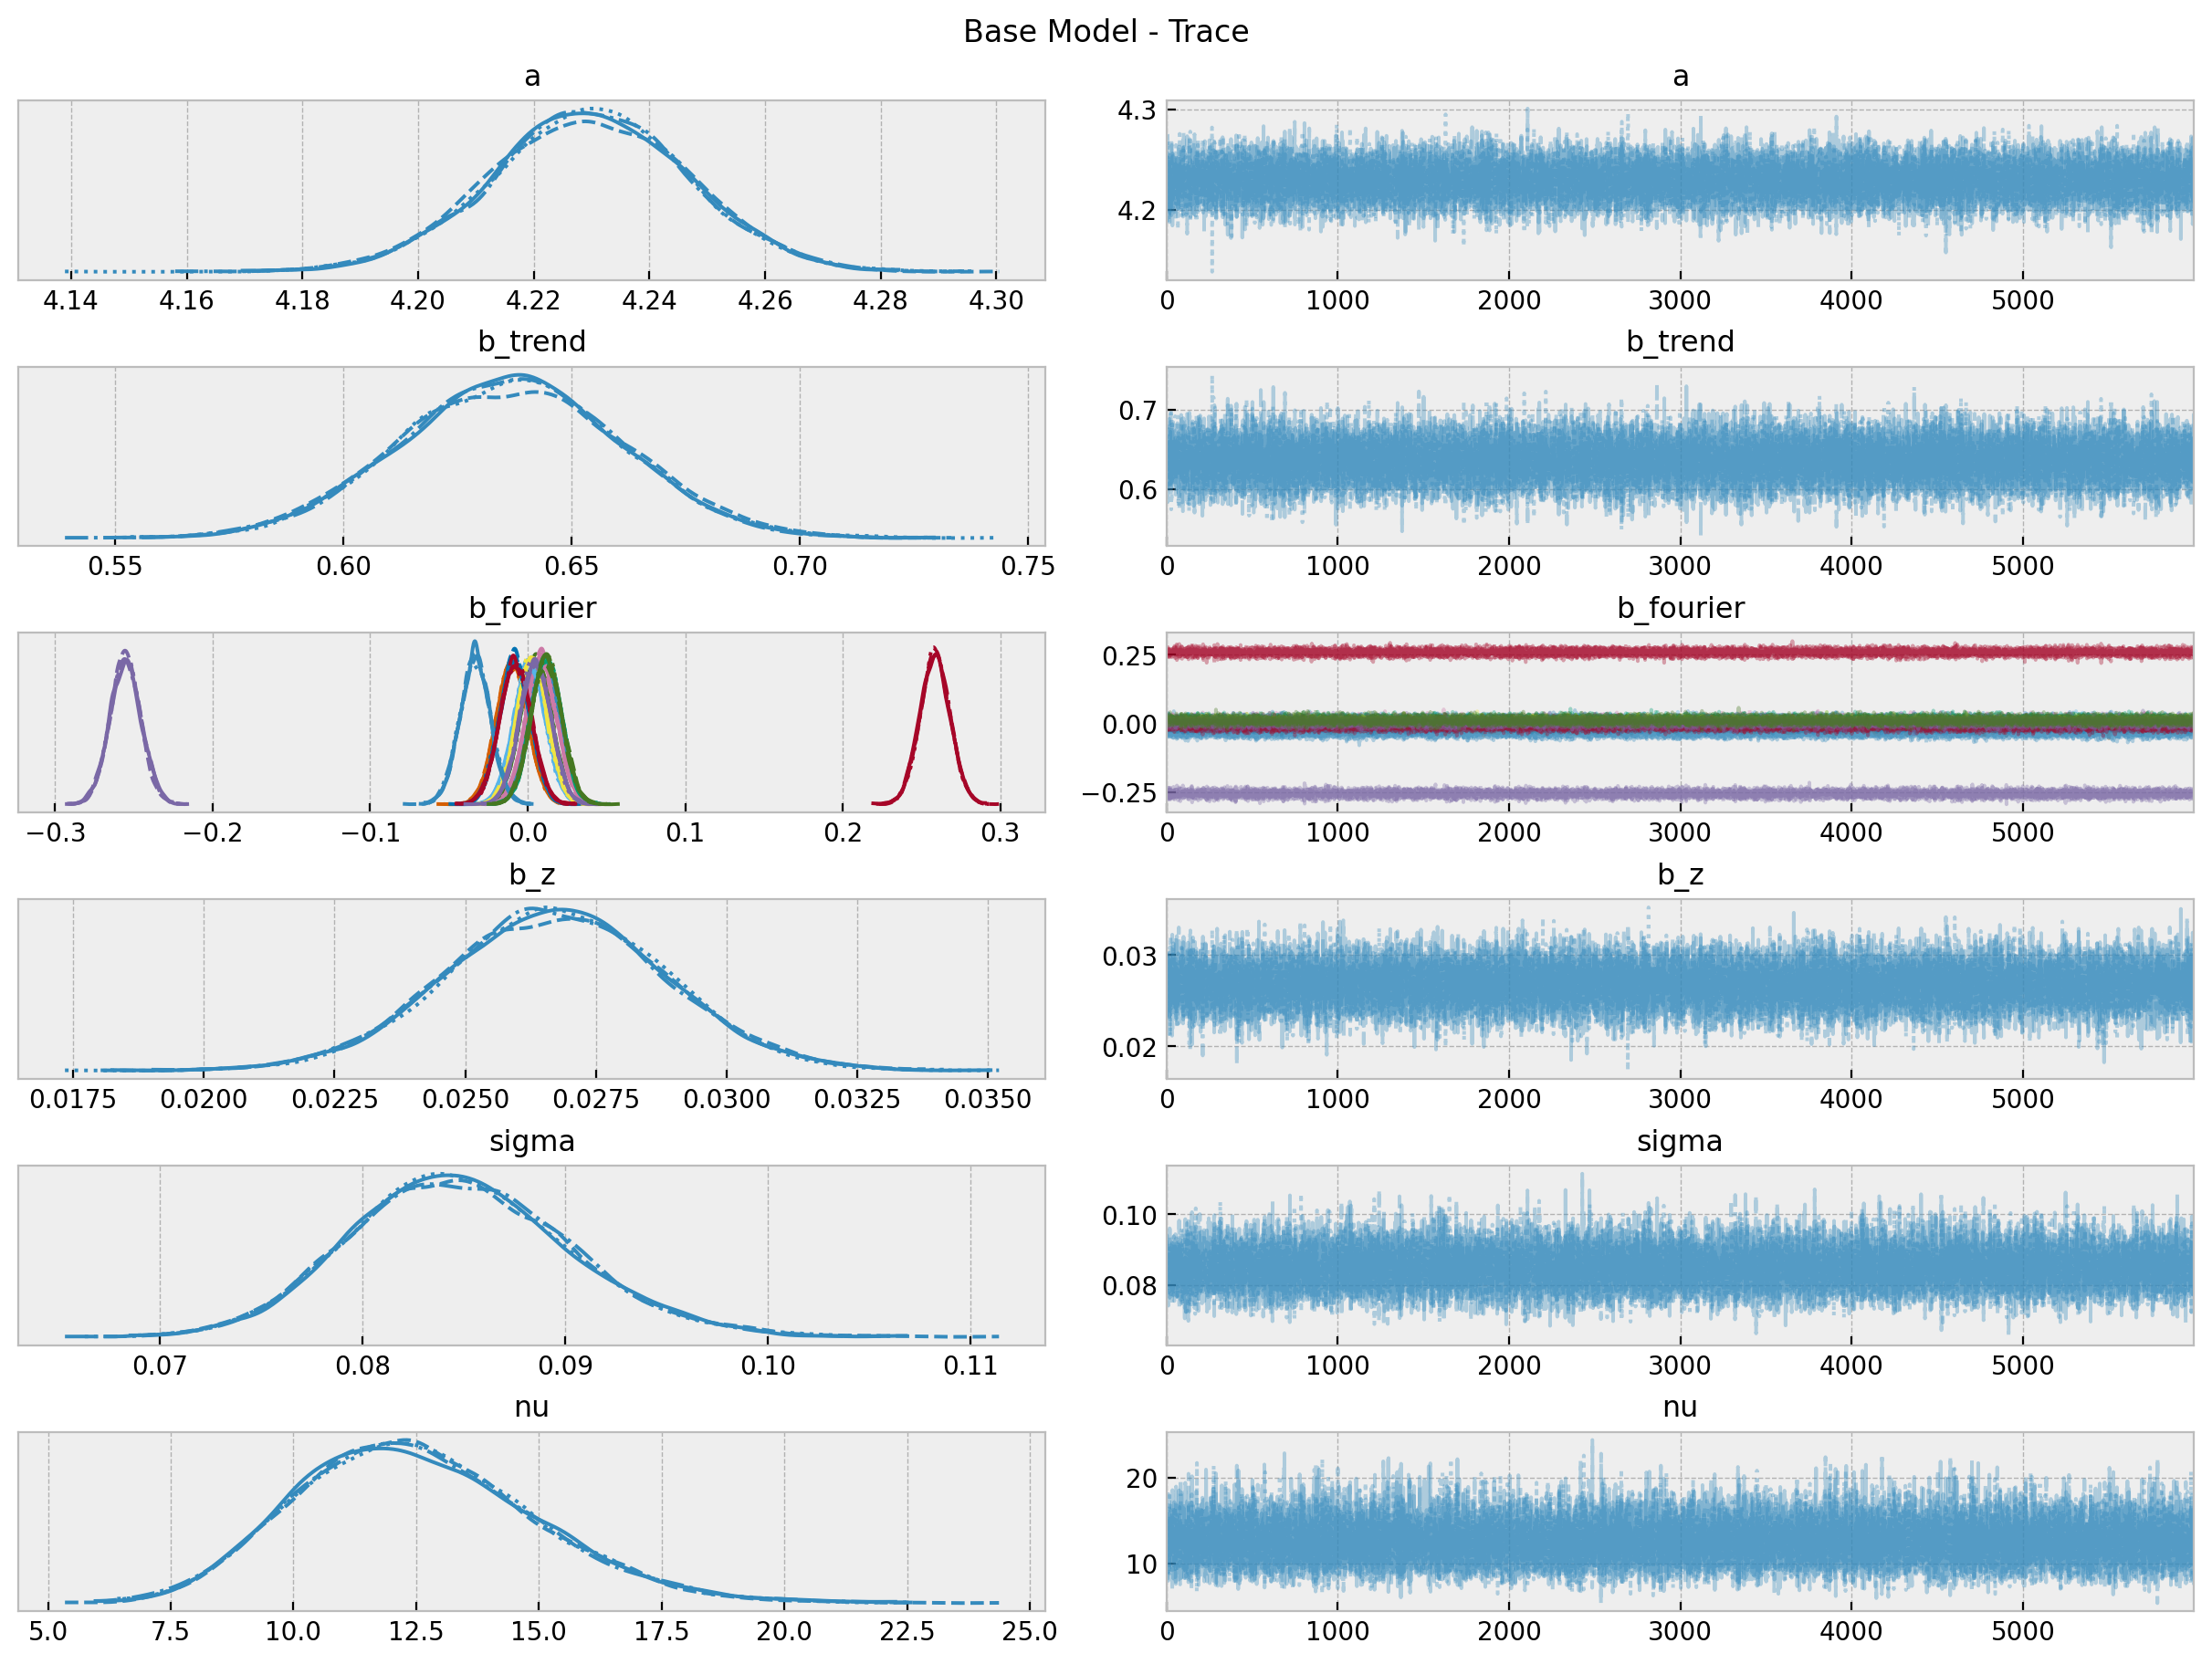 Base Model - Trace
a
a
4.3
4.2
4.14 4.16 4.18 4.20 4.22 4.24 4.26 4.28 4.30
0 1000 2000 3000 4000 5000
b_trend
b_trend
0.7
0.6
0.55 0.60 0.65 0.70 0.75
0 1000 2000 3000 4000 5000
b_fourier
b_fourier
0.25
0.00
−0.25
−0.3 −0.2 −0.1 0.0 0.1 0.2 0.3
0 1000 2000 3000 4000 5000
b_z
b_z
0.03
0.02
0.0175 0.0200 0.0225 0.0250 0.0275 0.0300 0.0325 0.0350
0 1000 2000 3000 4000 5000
sigma
sigma
0.10
0.08
0.07 0.08 0.09 0.10 0.11
0 1000 2000 3000 4000 5000
nu
nu
20
10
5.0 7.5 10.0 12.5 15.0 17.5 20.0 22.5 25.0
0 1000 2000 3000 4000 5000